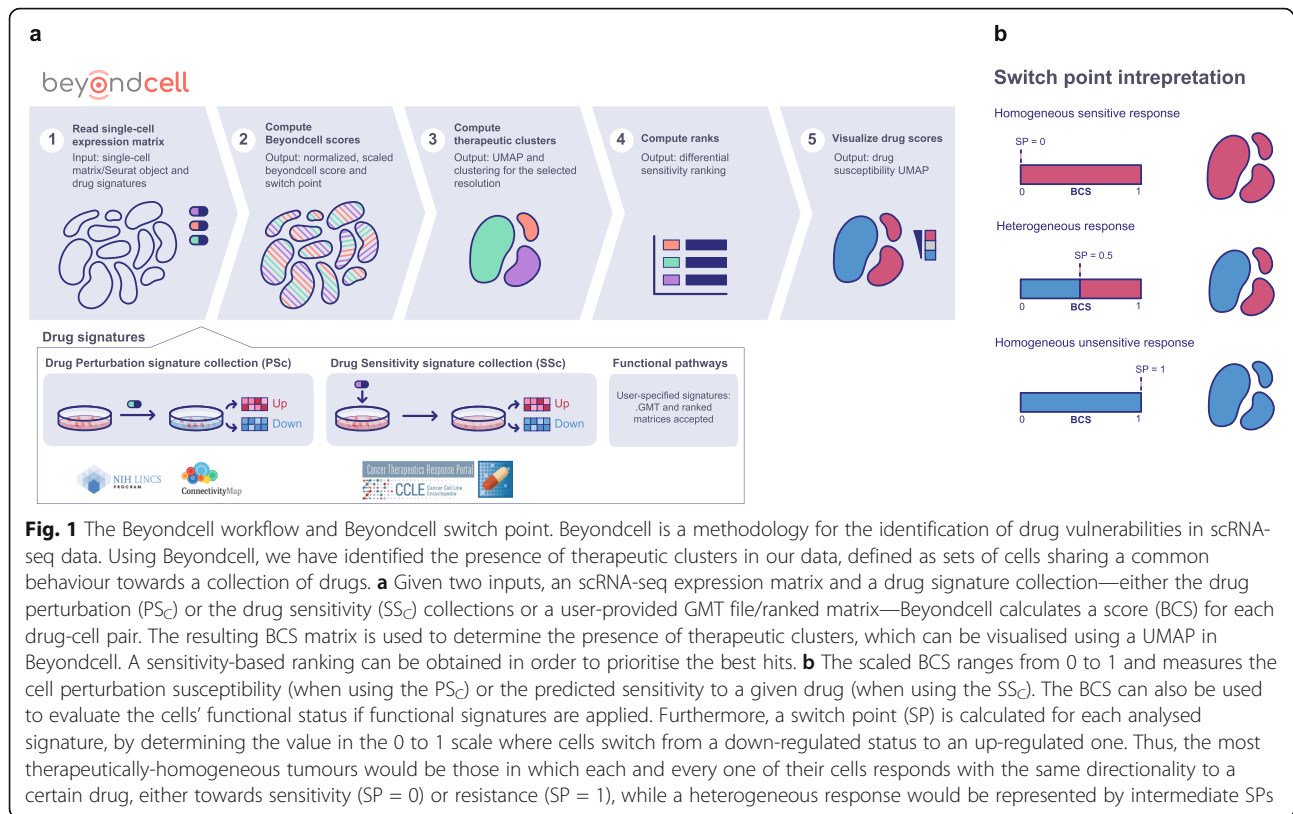 a
beyondcell
1
Read single-cell
expression matrix
Input: single-cell
matrix/Seurat object and
drug signatures
2
Compute
Beyondcell scores
Output: normalized, scaled
beyondcell score and
switch point
3
Compute
therapeutic clusters
Output: UMAP and
clustering for the selected
resolution
4
Compute ranks
Output: differential
sensitivity ranking
5
Visualize drug scores
Output: drug
susceptibility UMAP
Drug signatures
Drug Perturbation signature collection (PSc)
Up
Down
NIH LINCS
PROGRAM
ConnectivityMap
Drug Sensitivity signature collection (SSc)
Up
Down
Cancer Therapeutics Response Portal
CCLE Cancer Cell Line
Encyclopedia
Functional pathways
User-specified signatures:
.GMT and ranked
matrices accepted
b
Switch point intrepretation
Homogeneous sensitive response
SP = 0
0 BCS 1
Heterogeneous response
SP = 0.5
0 BCS 1
Homogeneous unsensitive response
SP = 1
0 BCS 1
Fig. 1 The Beyondcell workflow and Beyondcell switch point. Beyondcell is a methodology for the identification of drug vulnerabilities in scRNA-
seq data. Using Beyondcell, we have identified the presence of therapeutic clusters in our data, defined as sets of cells sharing a common
behaviour towards a collection of drugs. a Given two inputs, an scRNA-seq expression matrix and a drug signature collection—either the drug
perturbation (PSC) or the drug sensitivity (SSC) collections or a user-provided GMT file/ranked matrix—Beyondcell calculates a score (BCS) for each
drug-cell pair. The resulting BCS matrix is used to determine the presence of therapeutic clusters, which can be visualised using a UMAP in
Beyondcell. A sensitivity-based ranking can be obtained in order to prioritise the best hits. b The scaled BCS ranges from 0 to 1 and measures the
cell perturbation susceptibility (when using the PSC) or the predicted sensitivity to a given drug (when using the SSC). The BCS can also be used
to evaluate the cells' functional status if functional signatures are applied. Furthermore, a switch point (SP) is calculated for each analysed
signature, by determining the value in the 0 to 1 scale where cells switch from a down-regulated status to an up-regulated one. Thus, the most
therapeutically-homogeneous tumours would be those in which each and every one of their cells responds with the same directionality to a
certain drug, either towards sensitivity (SP = 0) or resistance (SP = 1), while a heterogeneous response would be represented by intermediate SPs